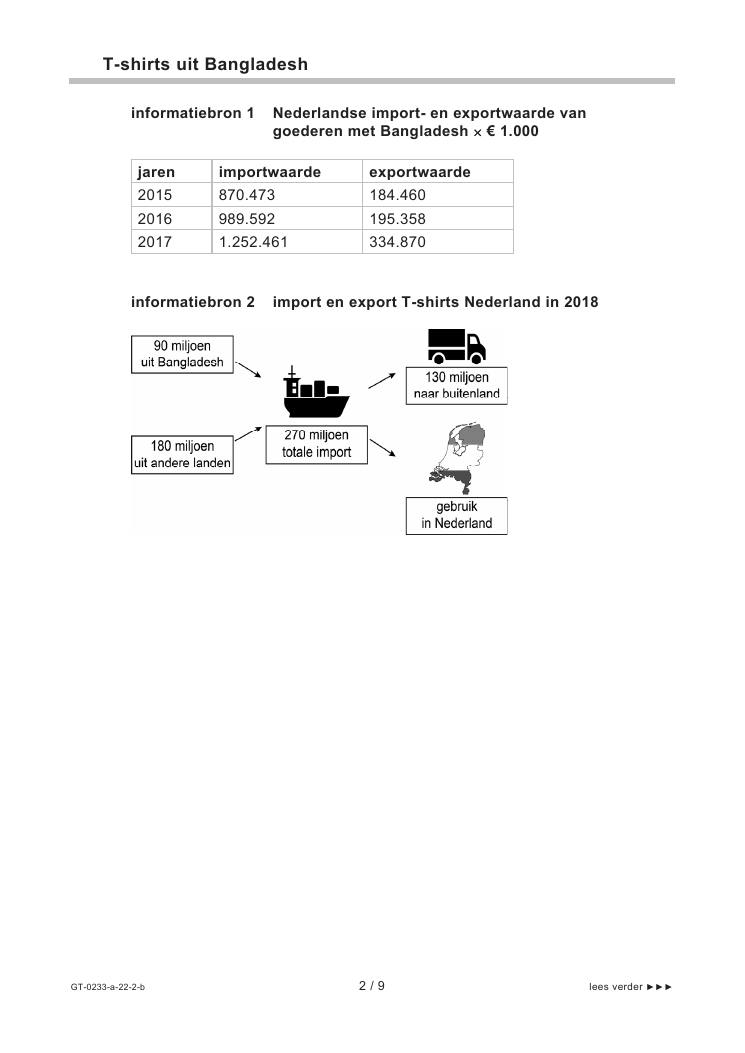 T-shirts uit Bangladesh
informatiebron 1 Nederlandse import- en exportwaarde van
goederen met Bangladesh × € 1.000
jaren importwaarde exportwaarde
2015 870.473 184.460
2016 989.592 195.358
2017 1.252.461 334.870
informatiebron 2 import en export T-shirts Nederland in 2018
90 miljoen
uit Bangladesh
130 miljoen
naar buitenland
180 miljoen
uit andere landen
270 miljoen
totale import
gebruik
in Nederland
GT-0233-a-22-2-b 2 / 9 lees verder ►►►